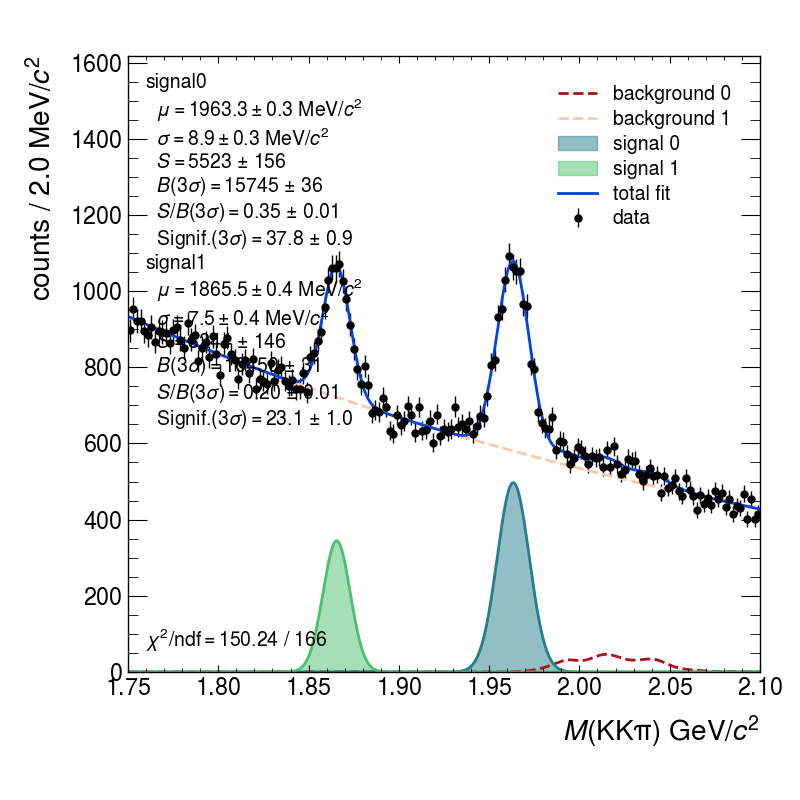 counts / 2.0 MeV/c²
1600
1400
1200
1000
800
600
400
200
0
signal0
μ = 1963.3 ± 0.3 MeV/c²
σ = 8.9 ± 0.3 MeV/c²
S = 5523 ± 156
B(3σ) = 15745 ± 36
S/B(3σ) = 0.35 ± 0.01
Signif.(3σ) = 37.8 ± 0.9
signal1
μ = 1865.5 ± 0.4 MeV/c²
σ = 7.5 ± 0.4 MeV/c²
± 146
B(3σ) =
S/B(3σ) = 0.20 ± 0.01
Signif.(3σ) = 23.1 ± 1.0
χ²/ndf = 150.24 / 166
background 0
background 1
signal 0
signal 1
total fit
data
1.75 1.80 1.85 1.90 1.95 2.00 2.05 2.10
M(KKπ) GeV/c²